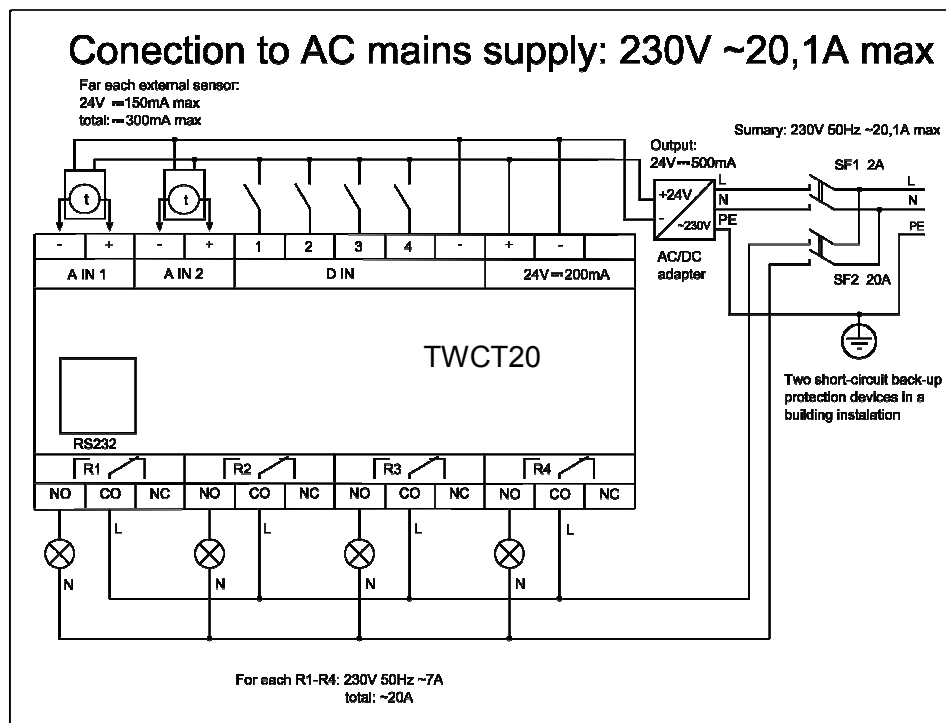 Conection to AC mains supply: 230V ~20,1A max
Far each external sensor:
24V ⎓150mA max
total:⎓300mA max
Sumary: 230V 50Hz ~20,1A max
Output:
24V⎓500mA
SF1 2A
L
N
PE
L
N
PE
+24V
-
~230V
AC/DC
adapter
SF2 20A
t
t
- + - + 1 2 3 4 - + -
A IN 1 A IN 2 D IN 24V⎓200mA
TWCT20
Two short-circuit back-up
protection devices in a
building instalation
RS232
R1 R2 R3 R4
NO CO NC NO CO NC NO CO NC NO CO NC
L L L L
N N N N
For each R1-R4: 230V 50Hz ~7A
total: ~20A